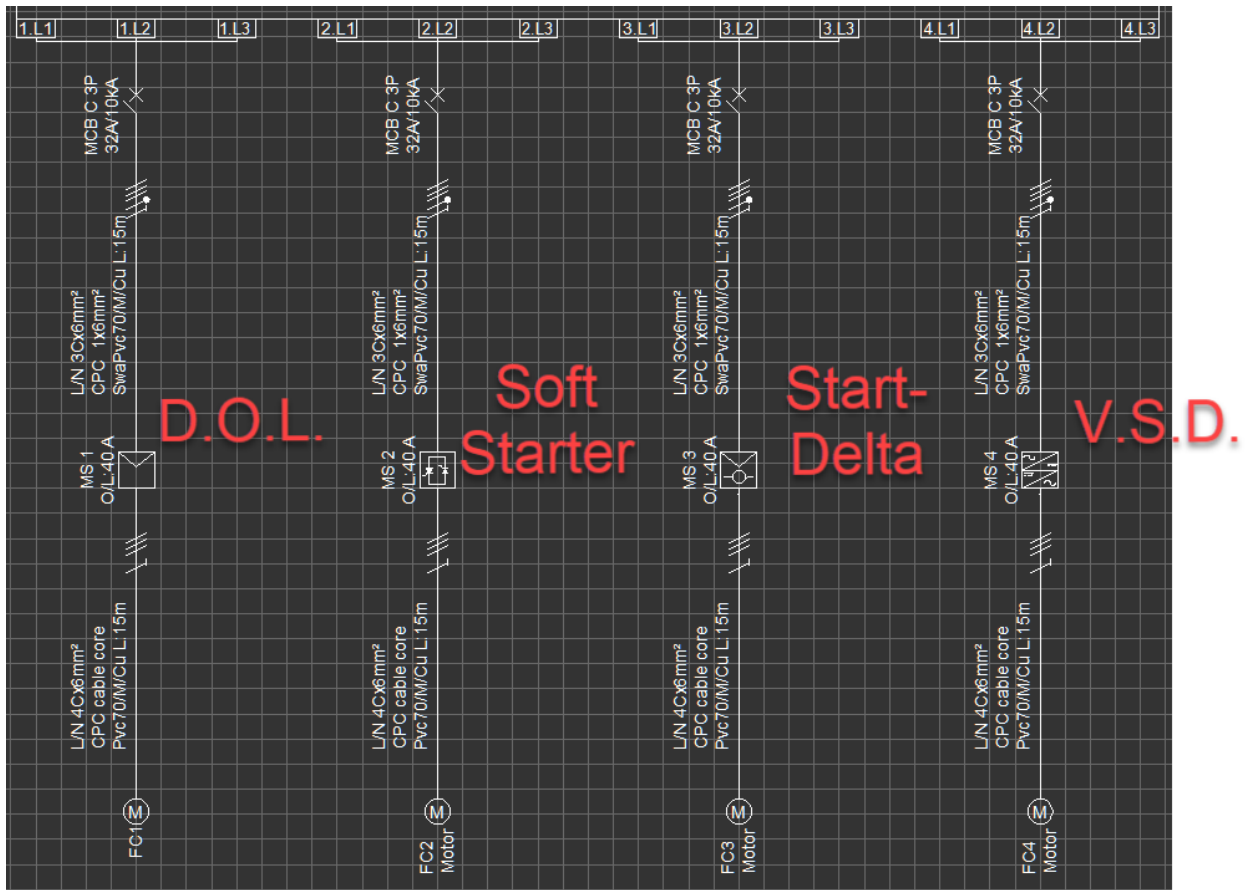 1.L1 1.L2 1.L3 2.L1 2.L2 2.L3 3.L1 3.L2 3.L3 4.L1 4.L2 4.L3
MCB C 3P
32A/10kA
MCB C 3P
32A/10kA
MCB C 3P
32A/10kA
MCB C 3P
32A/10kA
L/N 3Cx6mm²
CPC 1x6mm²
SwaPvc70/M/Cu L:15m
L/N 3Cx6mm²
CPC 1x6mm²
SwaPvc70/M/Cu L:15m
L/N 3Cx6mm²
CPC 1x6mm²
SwaPvc70/M/Cu L:15m
L/N 3Cx6mm²
CPC 1x6mm²
SwaPvc70/M/Cu L:15m
D.O.L.
Soft
Starter
Start-
Delta
V.S.D.
MS 1
O/L:40 A
MS 2
O/L:40 A
MS 3
O/L:40 A
MS 4
O/L:40 A
L/N 4Cx6mm²
CPC cable core
Pvc70/M/Cu L:15m
L/N 4Cx6mm²
CPC cable core
Pvc70/M/Cu L:15m
L/N 4Cx6mm²
CPC cable core
Pvc70/M/Cu L:15m
L/N 4Cx6mm²
CPC cable core
Pvc70/M/Cu L:15m
M M M M
FC1
FC2
Motor
FC3
Motor
FC4
Motor